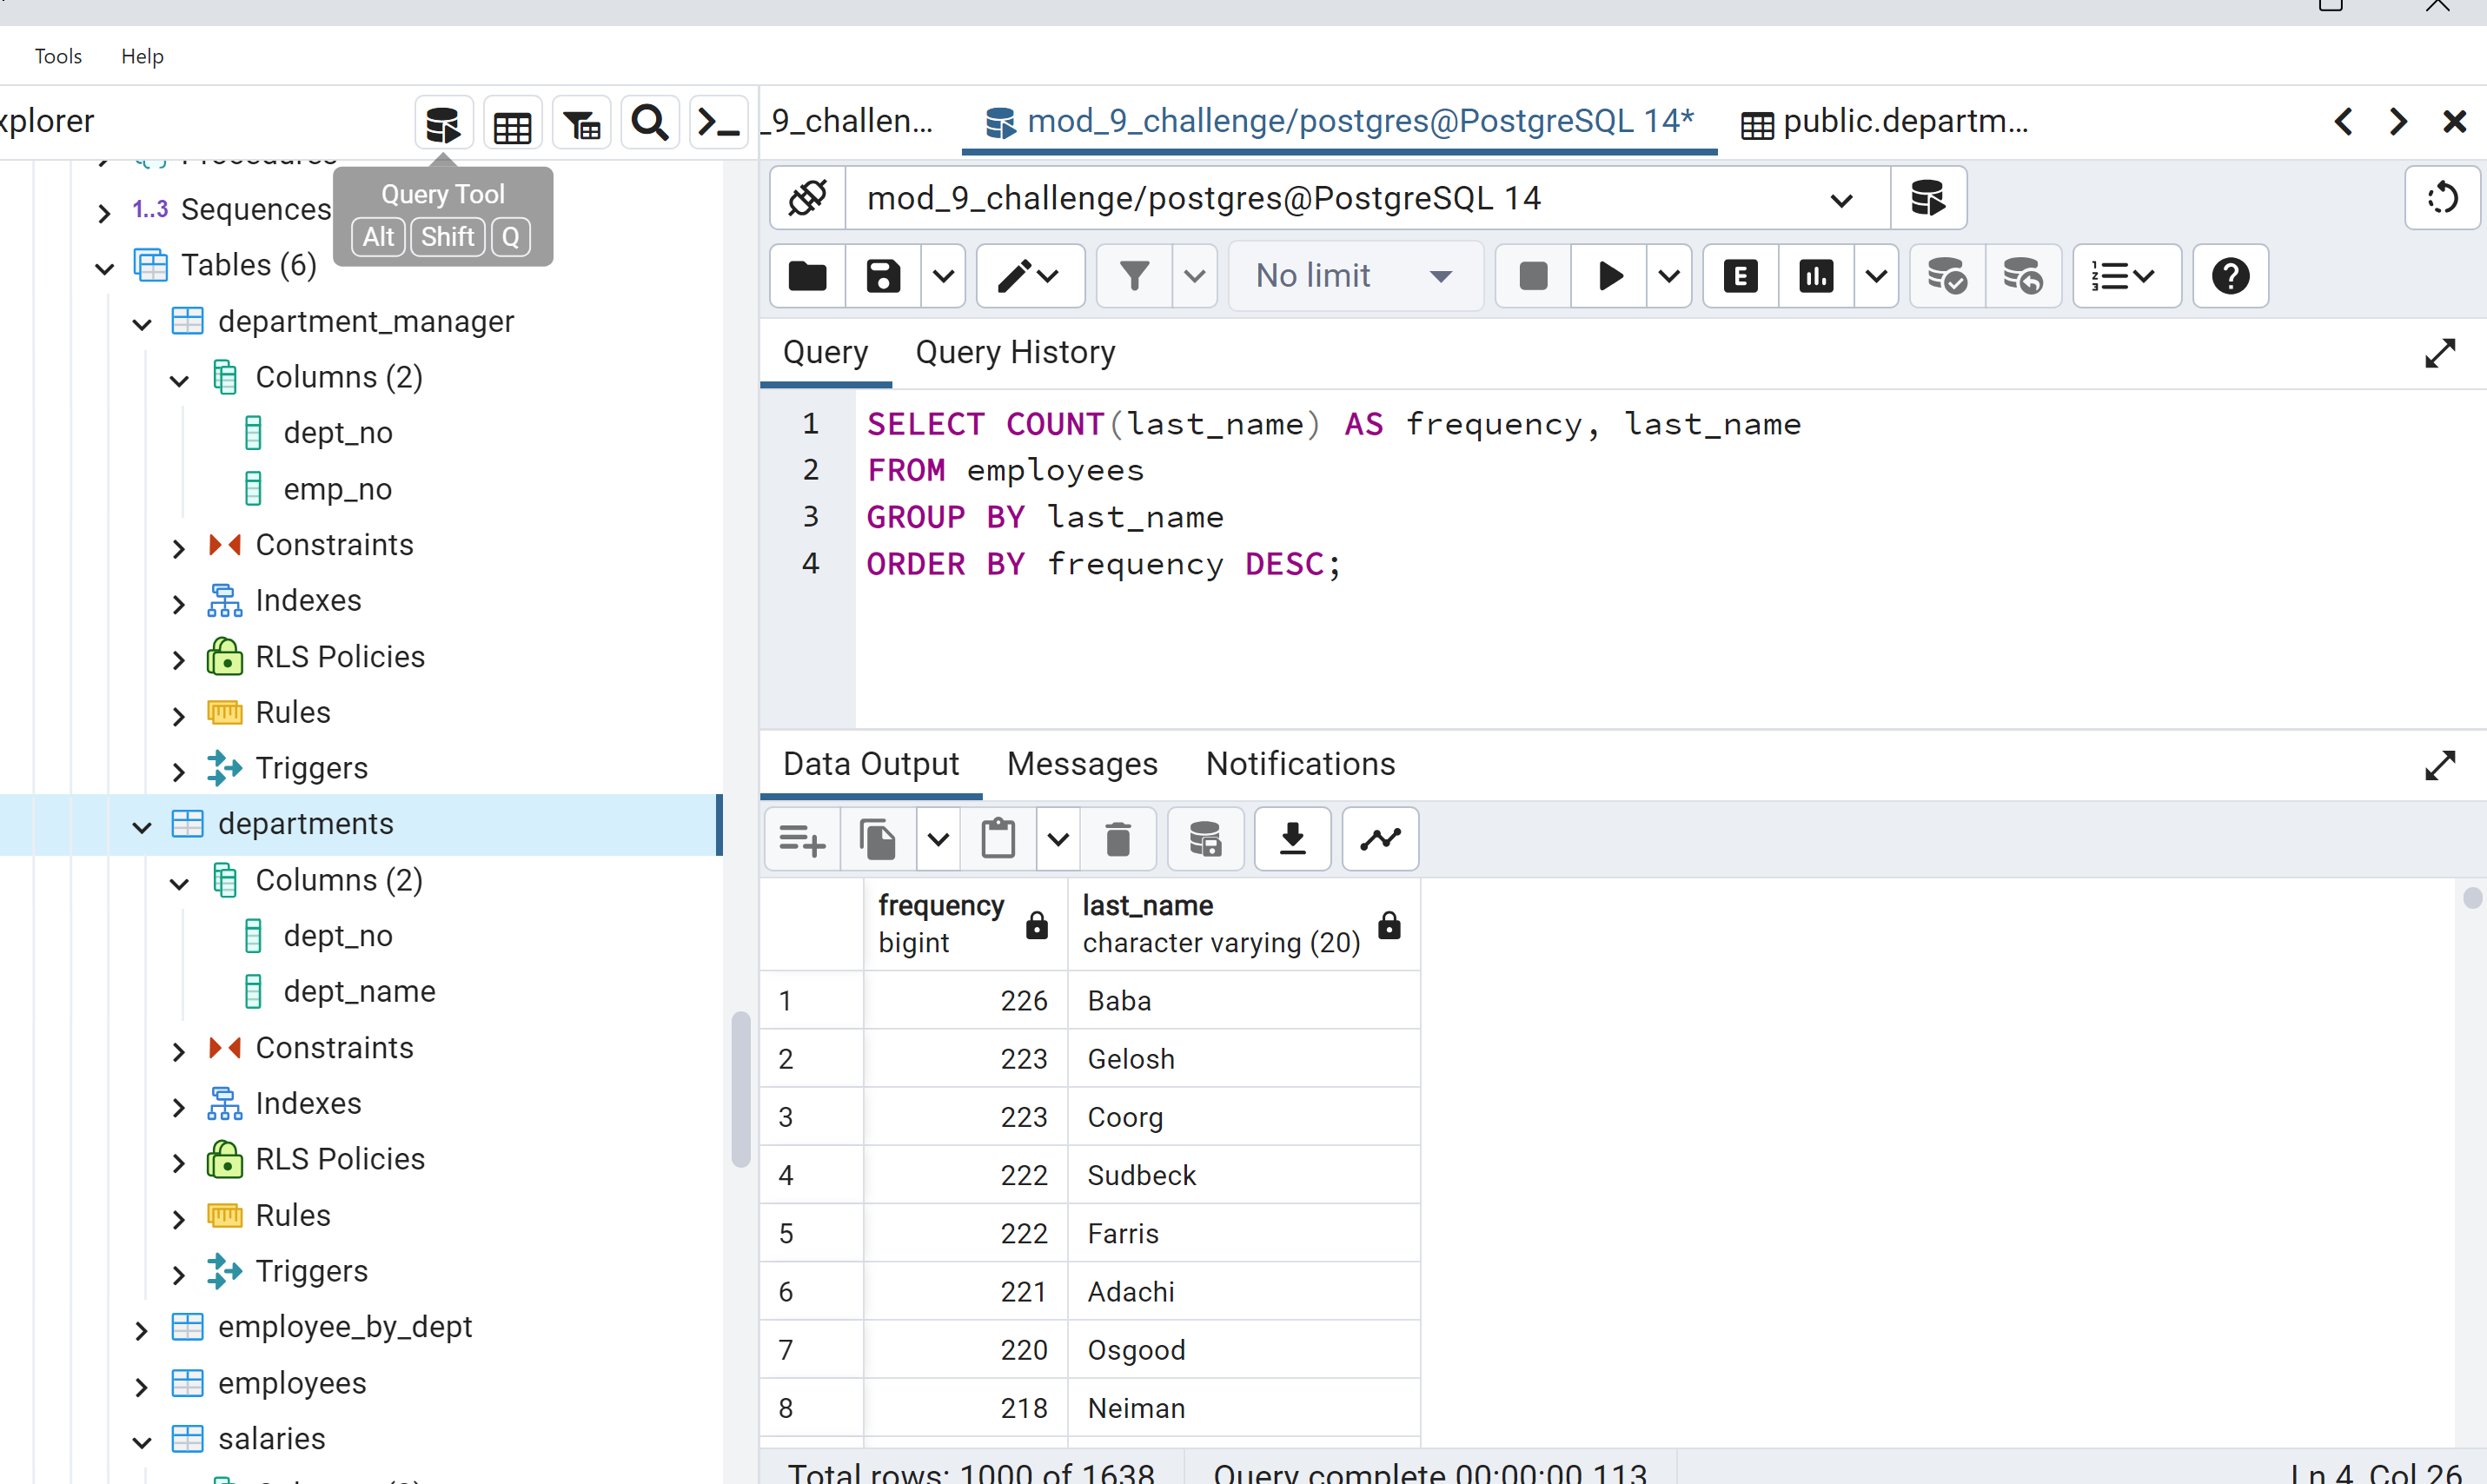 Tools Help
xplorer
_9_challen...
mod_9_challenge/postgres@PostgreSQL 14*
public.departm...
Procedures
Query Tool
Alt Shift Q
1..3 Sequences
Tables (6)
department_manager
Columns (2)
dept_no
emp_no
Constraints
Indexes
RLS Policies
Rules
Triggers
departments
Columns (2)
dept_no
dept_name
Constraints
Indexes
RLS Policies
Rules
Triggers
employee_by_dept
employees
salaries
mod_9_challenge/postgres@PostgreSQL 14
No limit
E
Query Query History
1 SELECT COUNT(last_name) AS frequency, last_name
2 FROM employees
3 GROUP BY last_name
4 ORDER BY frequency DESC;
Data Output Messages Notifications
frequency last_name
bigint character varying (20)
1 226 Baba
2 223 Gelosh
3 223 Coorg
4 222 Sudbeck
5 222 Farris
6 221 Adachi
7 220 Osgood
8 218 Neiman
Total rows: 1000 of 1638 Query complete 00:00:00.113 Ln 4, Col 26